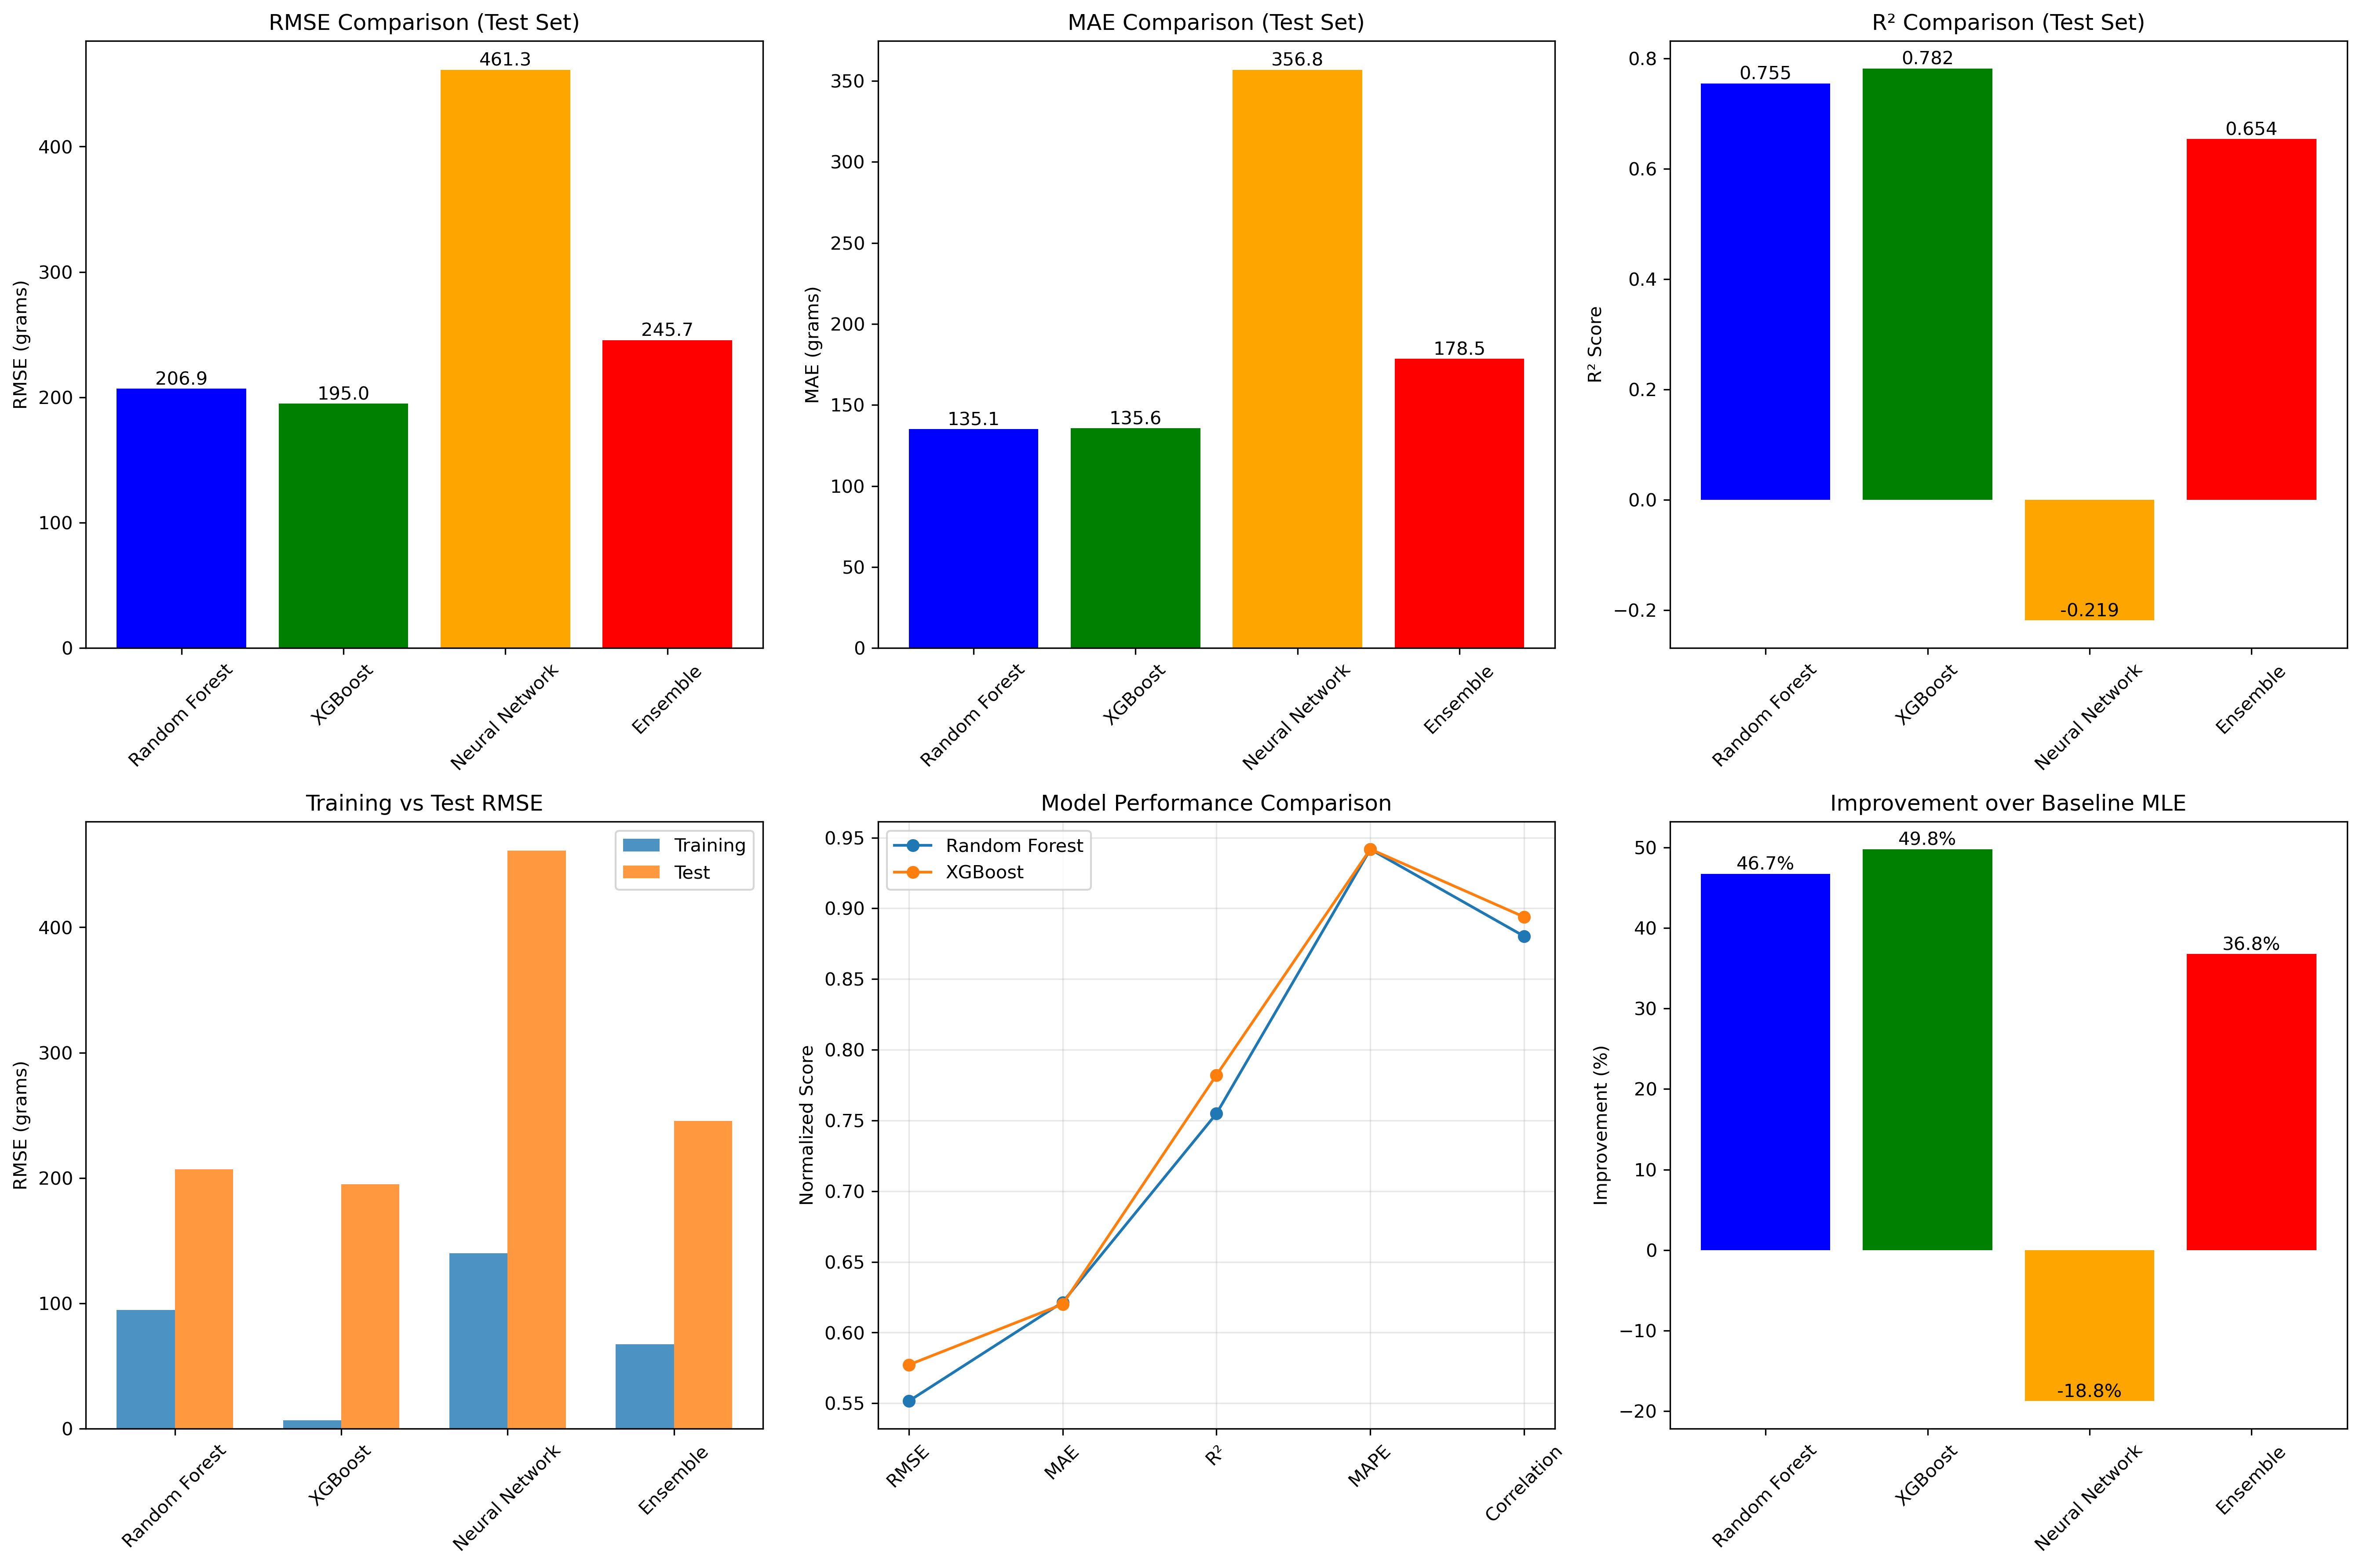 RMSE Comparison (Test Set)
RMSE (grams)
400
300
200
100
0
206.9
195.0
461.3
245.7
Random Forest
XGBoost
Neural Network
Ensemble
MAE Comparison (Test Set)
MAE (grams)
350
300
250
200
150
100
50
0
135.1
135.6
356.8
178.5
Random Forest
XGBoost
Neural Network
Ensemble
R² Comparison (Test Set)
R² Score
0.8
0.6
0.4
0.2
0.0
−0.2
0.755
0.782
-0.219
0.654
Random Forest
XGBoost
Neural Network
Ensemble
Training vs Test RMSE
RMSE (grams)
400
300
200
100
0
Training
Test
Random Forest
XGBoost
Neural Network
Ensemble
Model Performance Comparison
Normalized Score
0.95
0.90
0.85
0.80
0.75
0.70
0.65
0.60
0.55
Random Forest
XGBoost
RMSE
MAE
R²
MAPE
Correlation
Improvement over Baseline MLE
Improvement (%)
50
40
30
20
10
0
−10
−20
46.7%
49.8%
-18.8%
36.8%
Random Forest
XGBoost
Neural Network
Ensemble